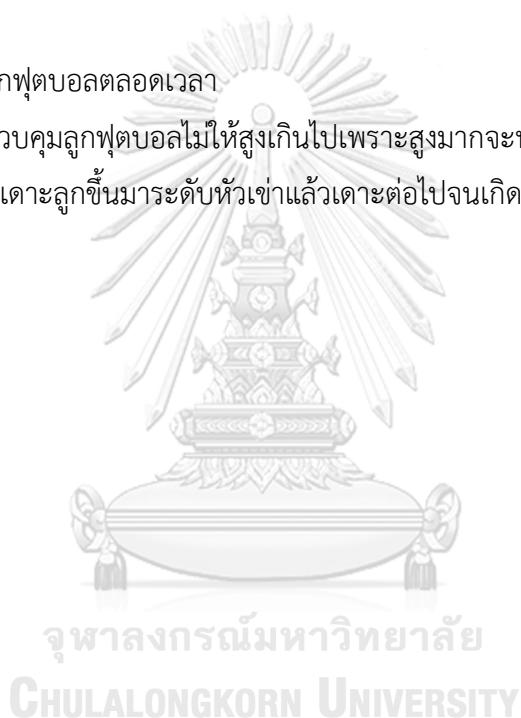 กฟุตบอลตลอดเวลา
วบคุมลูกฟุตบอลไม่ให้สูงเกินไปเพราะสูงมากจะ
เดาะลูกขึ้นมาระดับหัวเข่าแล้วเดาะต่อไปจนเกิด
จุฬาลงกรณ์มหาวิทยาลัย
CHULALONGKORN UNIVERSITY